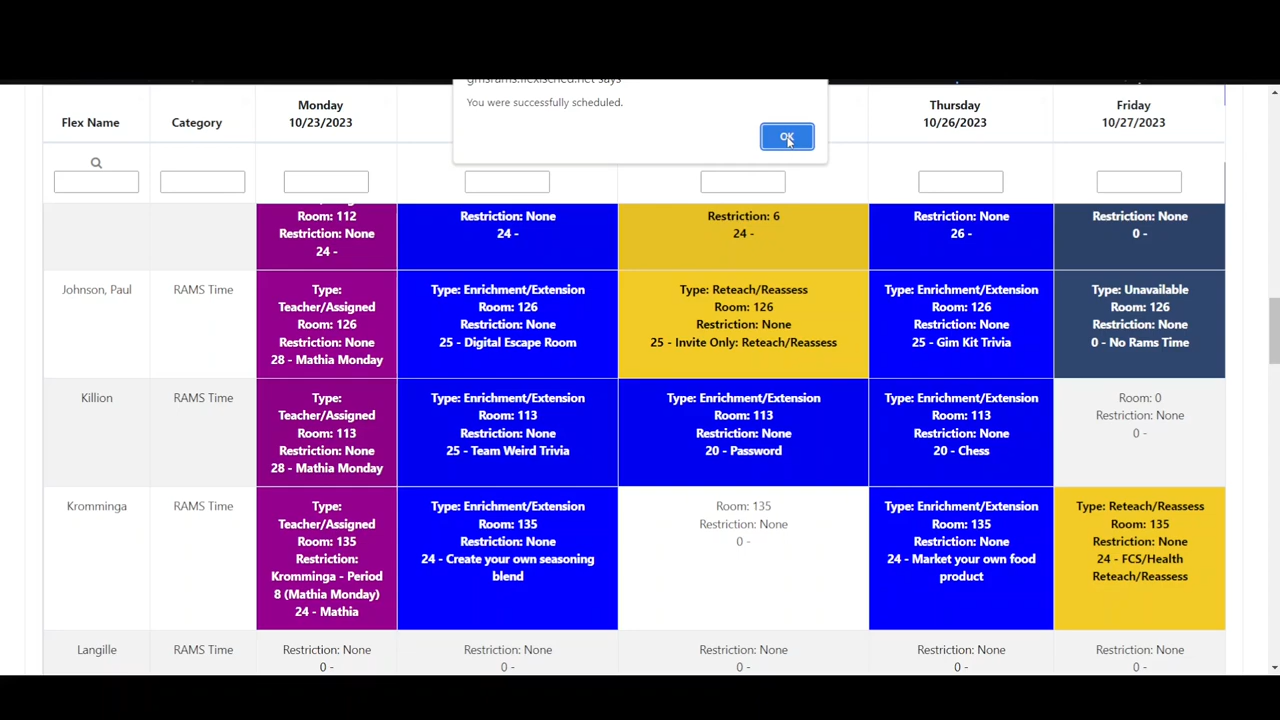 You were successfully scheduled.
OK
Flex Name
Category
Monday
10/23/2023
Thursday
10/26/2023
Friday
10/27/2023
Room: 112
Restriction: None
24 -
Restriction: None
24 -
Restriction: 6
24 -
Restriction: None
26 -
Restriction: None
0 -
Johnson, Paul
RAMS Time
Type:
Teacher/Assigned
Room: 126
Restriction: None
28 - Mathia Monday
Type: Enrichment/Extension
Room: 126
Restriction: None
25 - Digital Escape Room
Type: Reteach/Reassess
Room: 126
Restriction: None
25 - Invite Only: Reteach/Reassess
Type: Enrichment/Extension
Room: 126
Restriction: None
25 - Gim Kit Trivia
Type: Unavailable
Room: 126
Restriction: None
0 - No Rams Time
Killion
RAMS Time
Type:
Teacher/Assigned
Room: 113
Restriction: None
28 - Mathia Monday
Type: Enrichment/Extension
Room: 113
Restriction: None
25 - Team Weird Trivia
Type: Enrichment/Extension
Room: 113
Restriction: None
20 - Password
Type: Enrichment/Extension
Room: 113
Restriction: None
20 - Chess
Room: 0
Restriction: None
0 -
Kromminga
RAMS Time
Type:
Teacher/Assigned
Room: 135
Restriction:
Kromminga - Period
8 (Mathia Monday)
24 - Mathia
Type: Enrichment/Extension
Room: 135
Restriction: None
24 - Create your own seasoning
blend
Room: 135
Restriction: None
0 -
Type: Enrichment/Extension
Room: 135
Restriction: None
24 - Market your own food
product
Type: Reteach/Reassess
Room: 135
Restriction: None
24 - FCS/Health
Reteach/Reassess
Langille
RAMS Time
Restriction: None
0 -
Restriction: None
0 -
Restriction: None
0 -
Restriction: None
0 -
Restriction: None
0 -